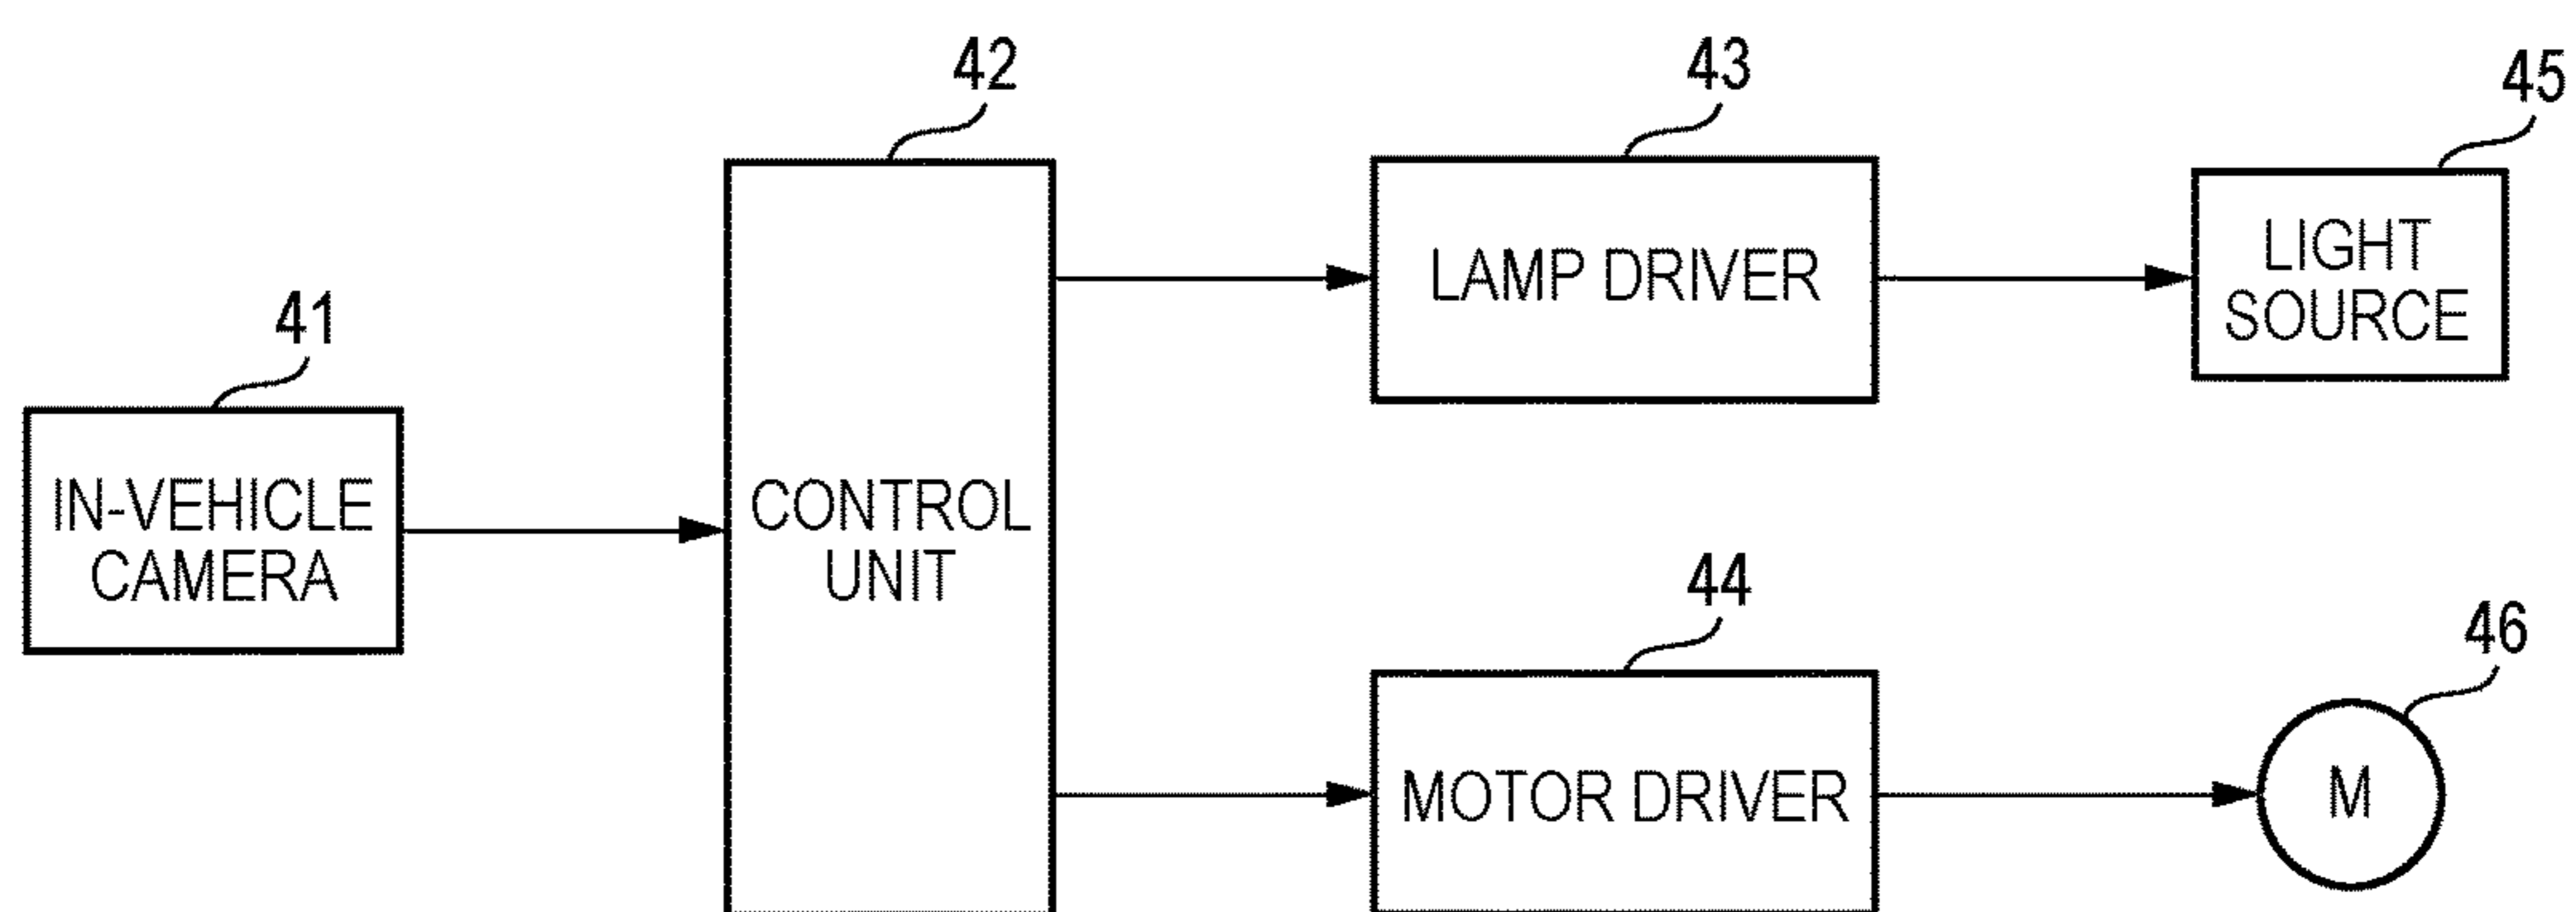 42
43
45
LAMP DRIVER
LIGHT
SOURCE
41
IN-VEHICLE
CAMERA
CONTROL
UNIT
44
46
MOTOR DRIVER
M